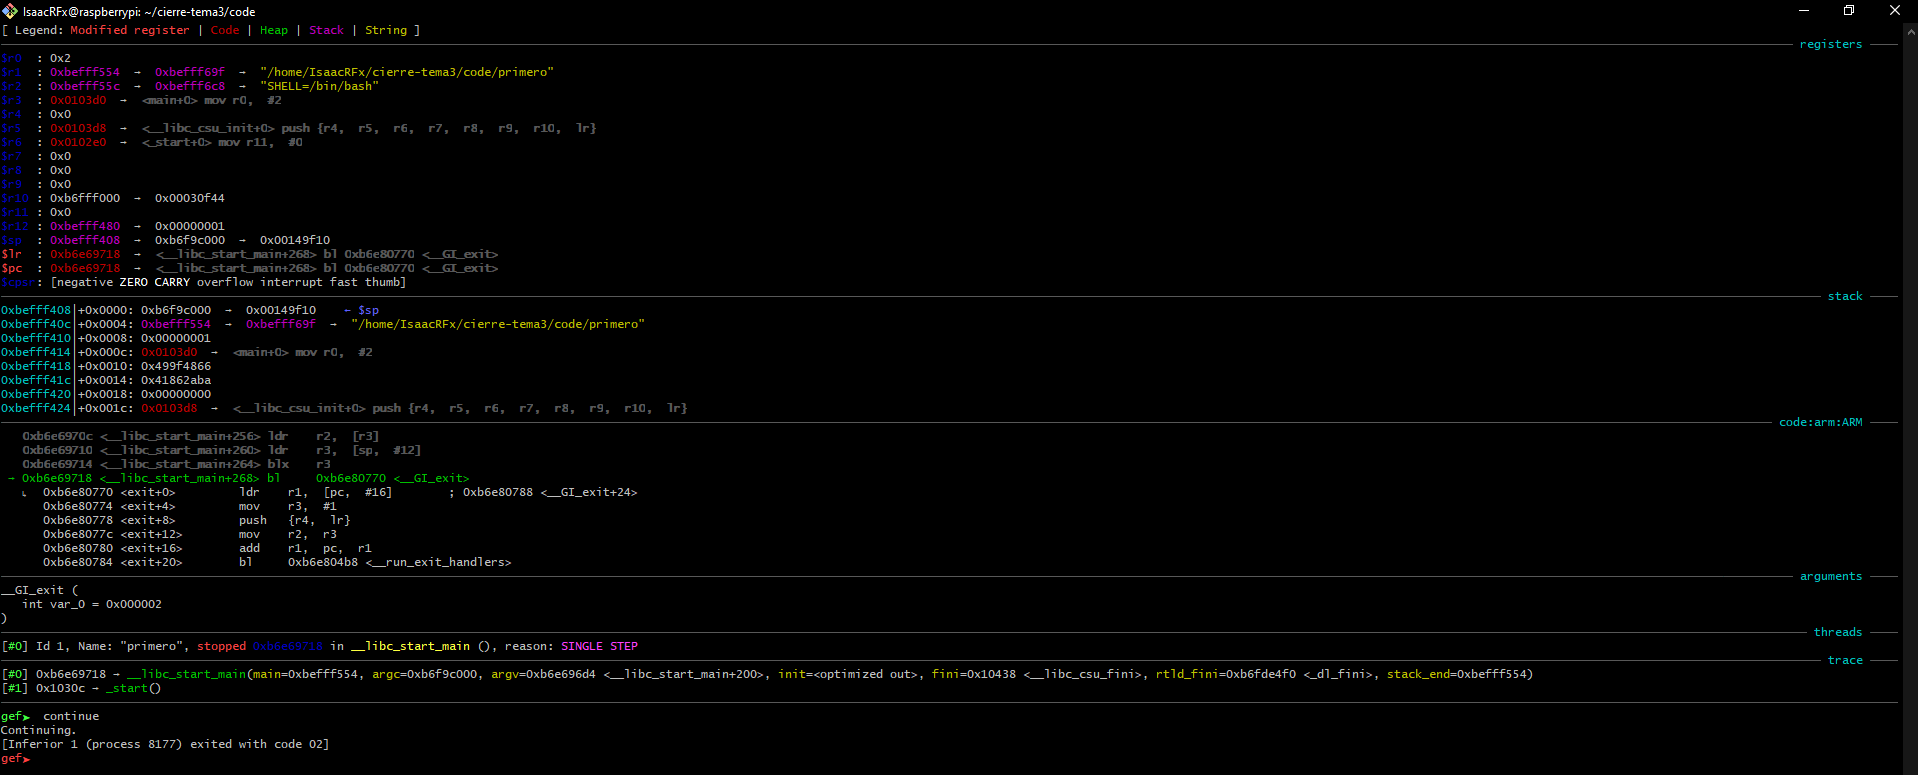 IsaacRFx@raspberrypi: ~/cierre-tema3/code
[ Legend: Modified register | Code | Heap | Stack | String ]
registers
$r0  : 0x2
$r1  : 0xbefff554  →  0xbefff69f  →  "/home/IsaacRFx/cierre-tema3/code/primero"
$r2  : 0xbefff55c  →  0xbefff6c8  →  "SHELL=/bin/bash"
$r3  : 0x0103d0  →  <main+0> mov r0,  #2
$r4  : 0x0
$r5  : 0x0103d8  →  <__libc_csu_init+0> push {r4,  r5,  r6,  r7,  r8,  r9,  r10,  lr}
$r6  : 0x0102e0  →  <_start+0> mov r11,  #0
$r7  : 0x0
$r8  : 0x0
$r9  : 0x0
$r10 : 0xb6fff000  →  0x00030f44
$r11 : 0x0
$r12 : 0xbefff480  →  0x00000001
$sp  : 0xbefff408  →  0xb6f9c000  →  0x00149f10
$lr  : 0xb6e69718  →  <__libc_start_main+268> bl 0xb6e80770 <__GI_exit>
$pc  : 0xb6e69718  →  <__libc_start_main+268> bl 0xb6e80770 <__GI_exit>
$cpsr: [negative ZERO CARRY overflow interrupt fast thumb]
stack
0xbefff408│+0x0000: 0xb6f9c000  →  0x00149f10    ← $sp
0xbefff40c│+0x0004: 0xbefff554  →  0xbefff69f  →  "/home/IsaacRFx/cierre-tema3/code/primero"
0xbefff410│+0x0008: 0x00000001
0xbefff414│+0x000c: 0x0103d0  →  <main+0> mov r0,  #2
0xbefff418│+0x0010: 0x499f4866
0xbefff41c│+0x0014: 0x41862aba
0xbefff420│+0x0018: 0x00000000
0xbefff424│+0x001c: 0x0103d8  →  <__libc_csu_init+0> push {r4,  r5,  r6,  r7,  r8,  r9,  r10,  lr}
code:arm:ARM
0xb6e6970c <__libc_start_main+256> ldr    r2,  [r3]
0xb6e69710 <__libc_start_main+260> ldr    r3,  [sp,  #12]
0xb6e69714 <__libc_start_main+264> blx    r3
→ 0xb6e69718 <__libc_start_main+268> bl     0xb6e80770 <__GI_exit>
↳  0xb6e80770 <exit+0>         ldr    r1,  [pc,  #16]        ; 0xb6e80788 <__GI_exit+24>
0xb6e80774 <exit+4>         mov    r3,  #1
0xb6e80778 <exit+8>         push   {r4,  lr}
0xb6e8077c <exit+12>        mov    r2,  r3
0xb6e80780 <exit+16>        add    r1,  pc,  r1
0xb6e80784 <exit+20>        bl     0xb6e804b8 <__run_exit_handlers>
arguments
__GI_exit (
int var_0 = 0x000002
)
threads
[#0] Id 1, Name: "primero", stopped 0xb6e69718 in __libc_start_main (), reason: SINGLE STEP
trace
[#0] 0xb6e69718 → __libc_start_main(main=0xbefff554, argc=0xb6f9c000, argv=0xb6e696d4 <__libc_start_main+200>, init=<optimized out>, fini=0x10438 <__libc_csu_fini>, rtld_fini=0xb6fde4f0 <_dl_fini>, stack_end=0xbefff554)
[#1] 0x1030c → _start()
gef➤  continue
Continuing.
[Inferior 1 (process 8177) exited with code 02]
gef➤